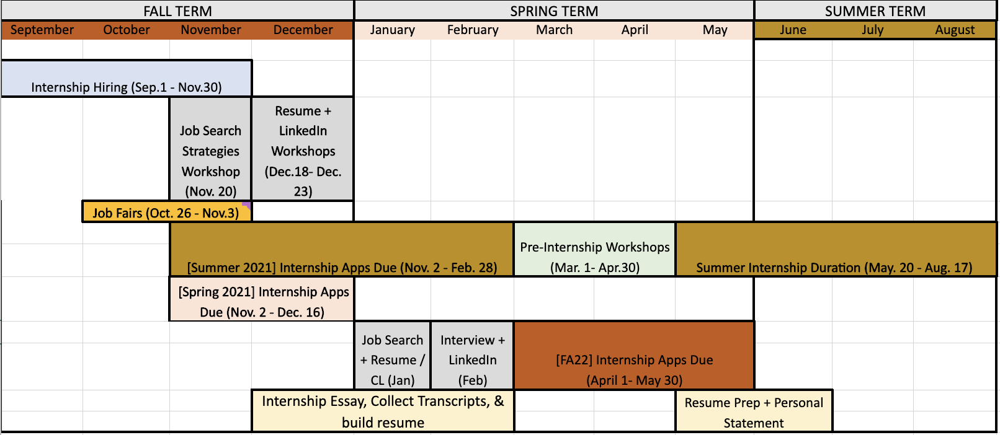 FALL TERM SPRING TERM SUMMER TERM
September October November December January February March April May June July August
Internship Hiring (Sep.1 - Nov.30)
Job Search
Strategies
Workshop
(Nov. 20)
Resume +
LinkedIn
Workshops
(Dec.18- Dec.
23)
Job Fairs (Oct. 26 - Nov.3)
[Summer 2021] Internship Apps Due (Nov. 2 - Feb. 28)
Pre-Internship Workshops
(Mar. 1- Apr.30)
Summer Internship Duration (May. 20 - Aug. 17)
[Spring 2021] Internship Apps
Due (Nov. 2 - Dec. 16)
Job Search
+ Resume /
CL (Jan)
Interview +
LinkedIn
(Feb)
[FA22] Internship Apps Due
(April 1- May 30)
Internship Essay, Collect Transcripts, &
build resume
Resume Prep + Personal
Statement